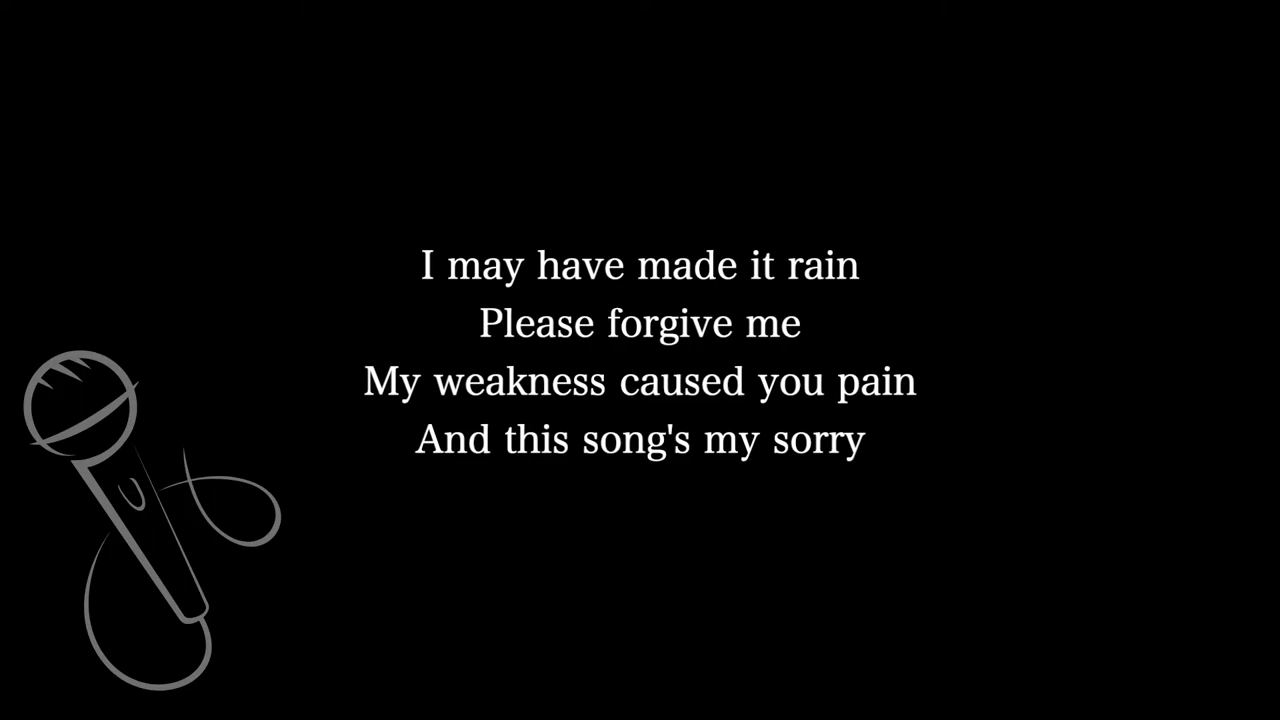 I may have made it rain
Please forgive me
My weakness caused you pain
And this song's my sorry